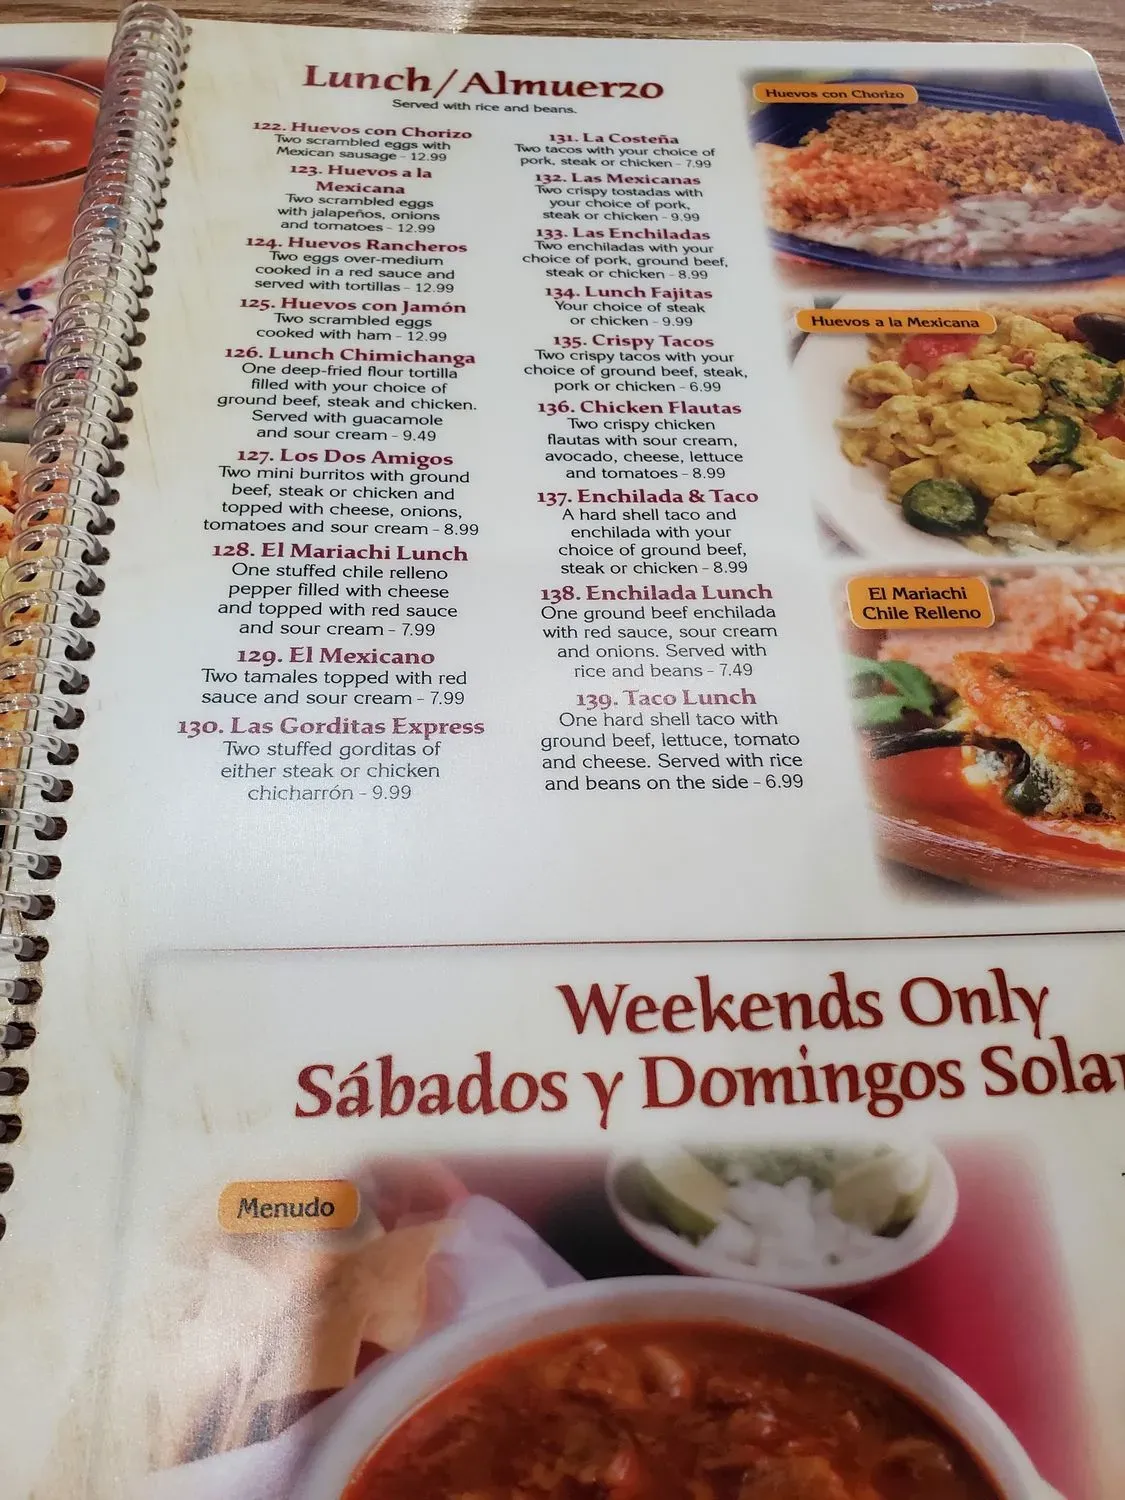 Lunch/Almuerzo
Served with rice and beans.
122. Huevos con Chorizo
Two scrambled eggs with
Mexican sausage - 12.99
123. Huevos a la
Mexicana
Two scrambled eggs
with jalapeños, onions
and tomatoes - 12.99
124. Huevos Rancheros
Two eggs over-medium
cooked in a red sauce and
served with tortillas - 12.99
125. Huevos con Jamón
Two scrambled eggs
cooked with ham - 12.99
126. Lunch Chimichanga
One deep-fried flour tortilla
filled with your choice of
ground beef, steak and chicken.
Served with guacamole
and sour cream - 9.49
127. Los Dos Amigos
Two mini burritos with ground
beef, steak or chicken and
topped with cheese, onions,
tomatoes and sour cream - 8.99
128. El Mariachi Lunch
One stuffed chile relleno
pepper filled with cheese
and topped with red sauce
and sour cream - 7.99
129. El Mexicano
Two tamales topped with red
sauce and sour cream - 7.99
130. Las Gorditas Express
Two stuffed gorditas of
either steak or chicken
chicharrón - 9.99
131. La Costeña
Two tacos with your choice of
pork, steak or chicken - 7.99
132. Las Mexicanas
Two crispy tostadas with
your choice of pork,
steak or chicken - 9.99
133. Las Enchiladas
Two enchiladas with your
choice of pork, ground beef,
steak or chicken - 8.99
134. Lunch Fajitas
Your choice of steak
or chicken - 9.99
135. Crispy Tacos
Two crispy tacos with your
choice of ground beef, steak,
pork or chicken - 6.99
136. Chicken Flautas
Two crispy chicken
flautas with sour cream,
avocado, cheese, lettuce
and tomatoes - 8.99
137. Enchilada & Taco
A hard shell taco and
enchilada with your
choice of ground beef,
steak or chicken - 8.99
138. Enchilada Lunch
One ground beef enchilada
with red sauce, sour cream
and onions. Served with
rice and beans - 7.49
139. Taco Lunch
One hard shell taco with
ground beef, lettuce, tomato
and cheese. Served with rice
and beans on the side - 6.99
Huevos con Chorizo
Huevos a la Mexicana
El Mariachi
Chile Relleno
Weekends Only
Sábados y Domingos Solar
Menudo